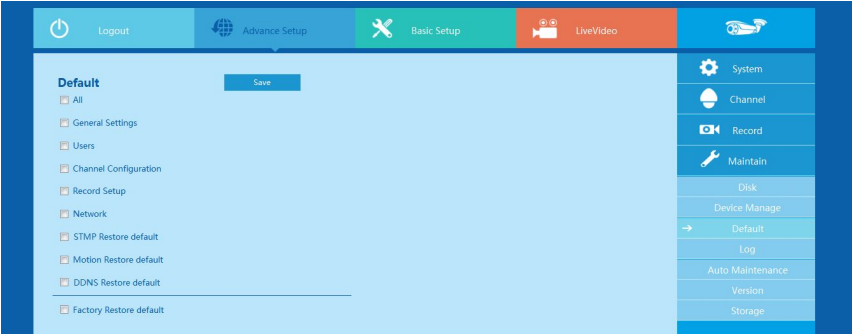 Logout
Advance Setup
Basic Setup
LiveVideo
Default
Save
All
General Settings
Users
Channel Configuration
Record Setup
Network
STMP Restore default
Motion Restore default
DDNS Restore default
Factory Restore default
System
Channel
Record
Maintain
Disk
Device Manage
Default
Log
Auto Maintenance
Version
Storage